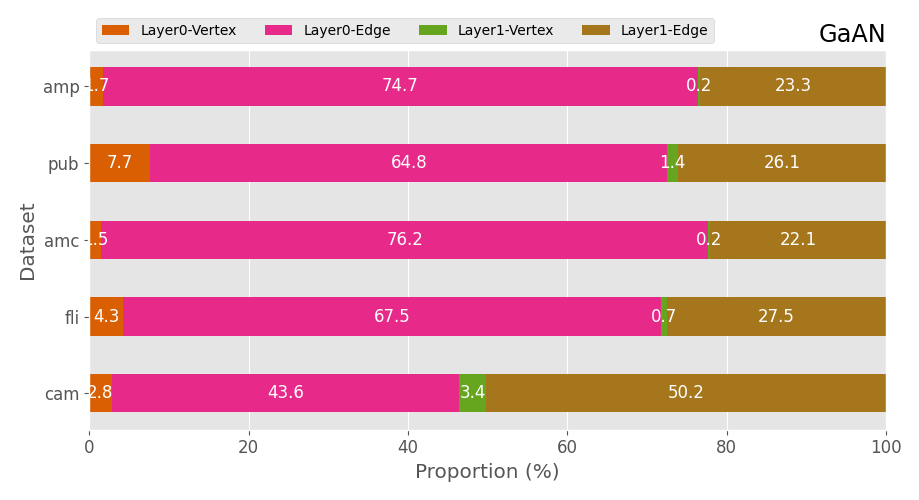 Layer0-Vertex Layer0-Edge Layer1-Vertex Layer1-Edge
GaAN
amp .7 74.7 0.2 23.3
pub 7.7 64.8 1.4 26.1
amc .5 76.2 0.2 22.1
fli 4.3 67.5 0.7 27.5
cam 2.8 43.6 3.4 50.2
Dataset
0 20 40 60 80 100
Proportion (%)